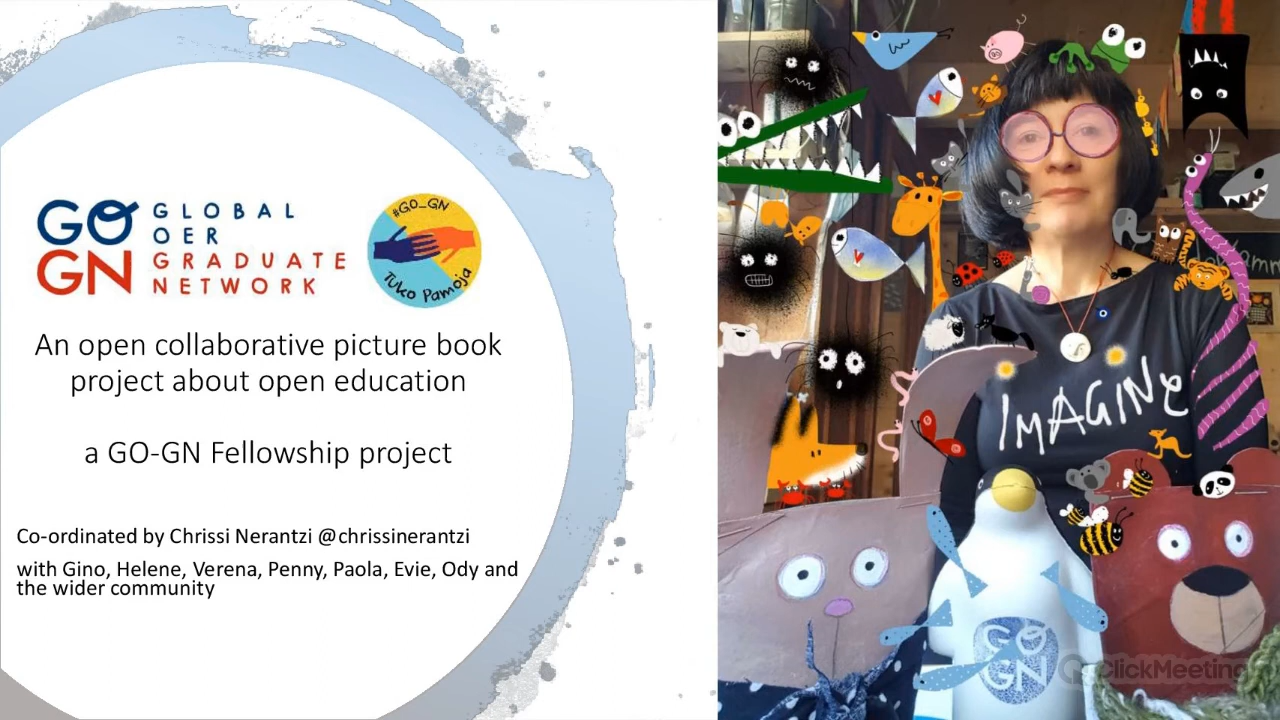 GO GLOBAL
OER
GN GRADUATE
NETWORK
#GO_GN
Tuko Pamoja
An open collaborative picture book
project about open education
a GO-GN Fellowship project
Co-ordinated by Chrissi Nerantzi @chrissinerantzi
with Gino, Helene, Verena, Penny, Paola, Evie, Ody and
the wider community
IMAGINE
GO
GN
ClickMeeting